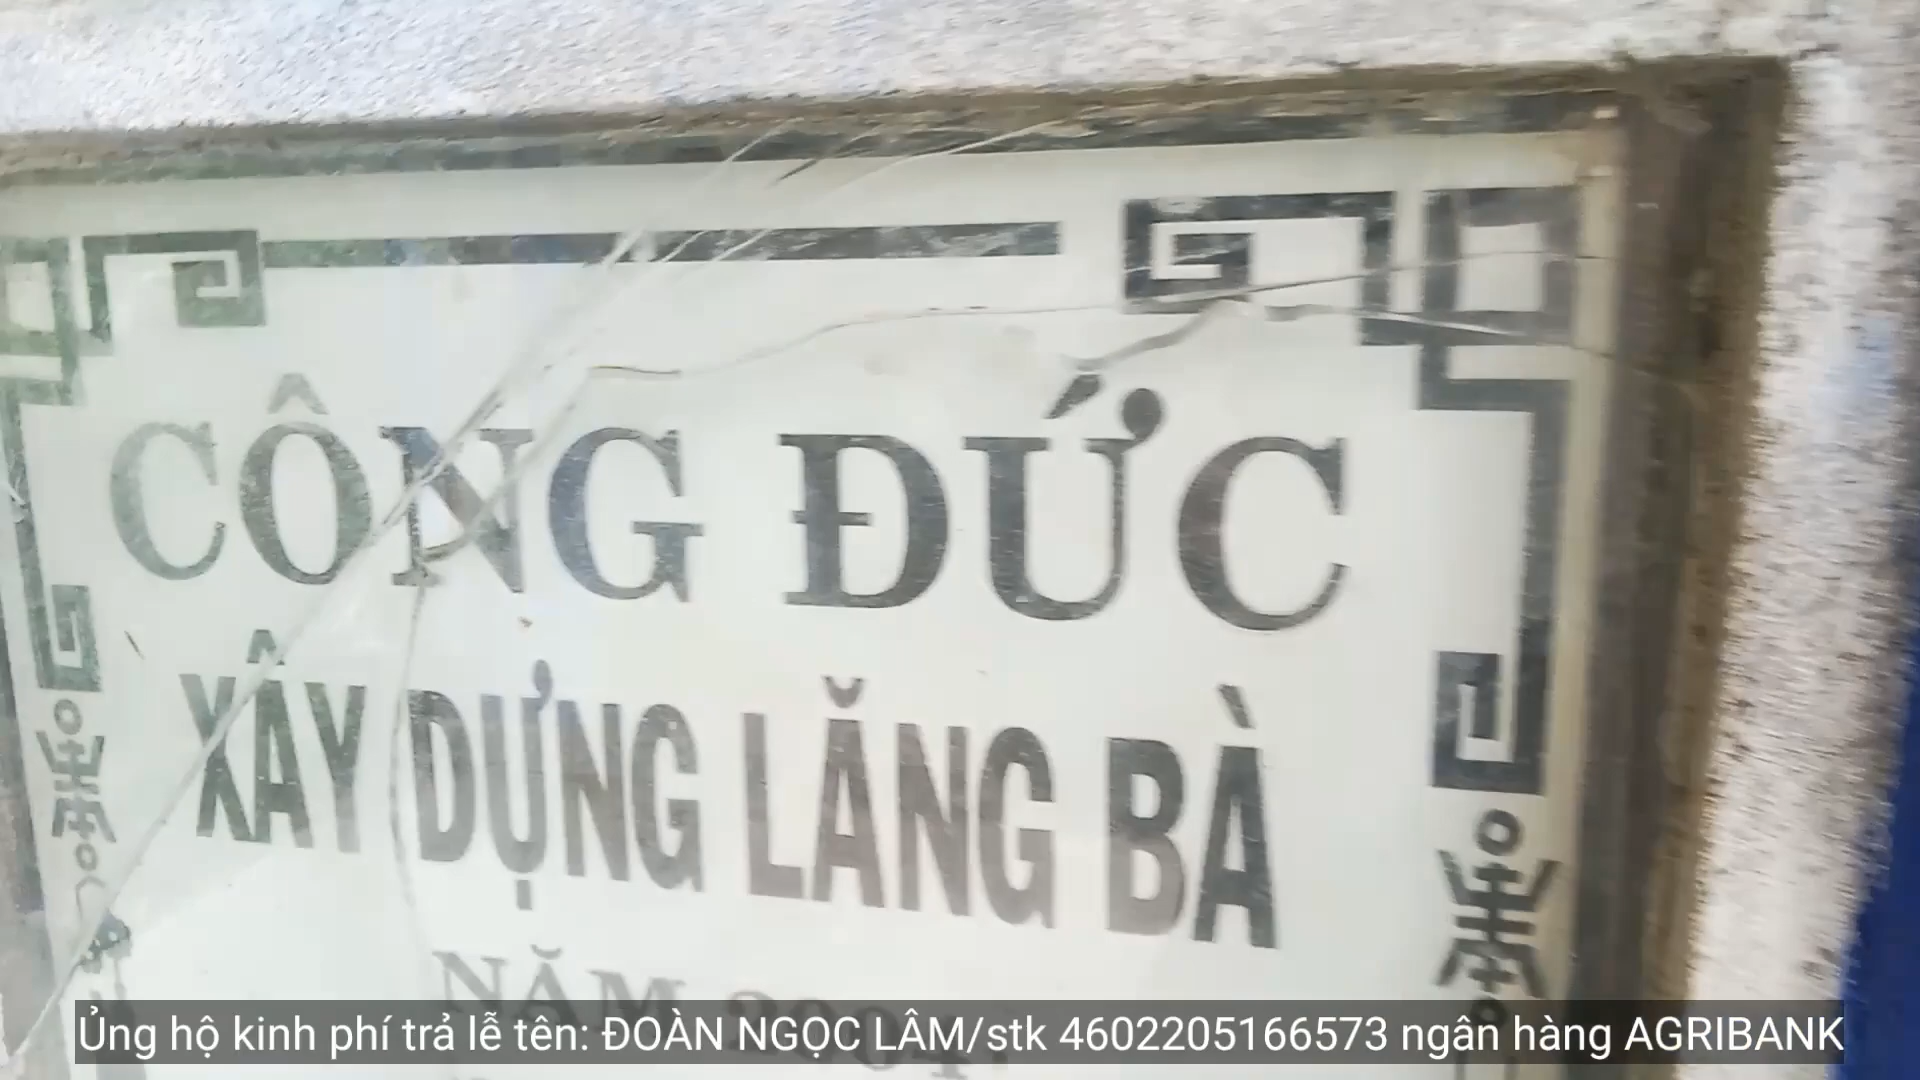 CÔNG ĐỨC
XÂY DỰNG LĂNG BÀ
NĂM
Ủng hộ kinh phí trả lễ tên: ĐOÀN NGỌC LÂM/stk 4602205166573 ngân hàng AGRIBANK